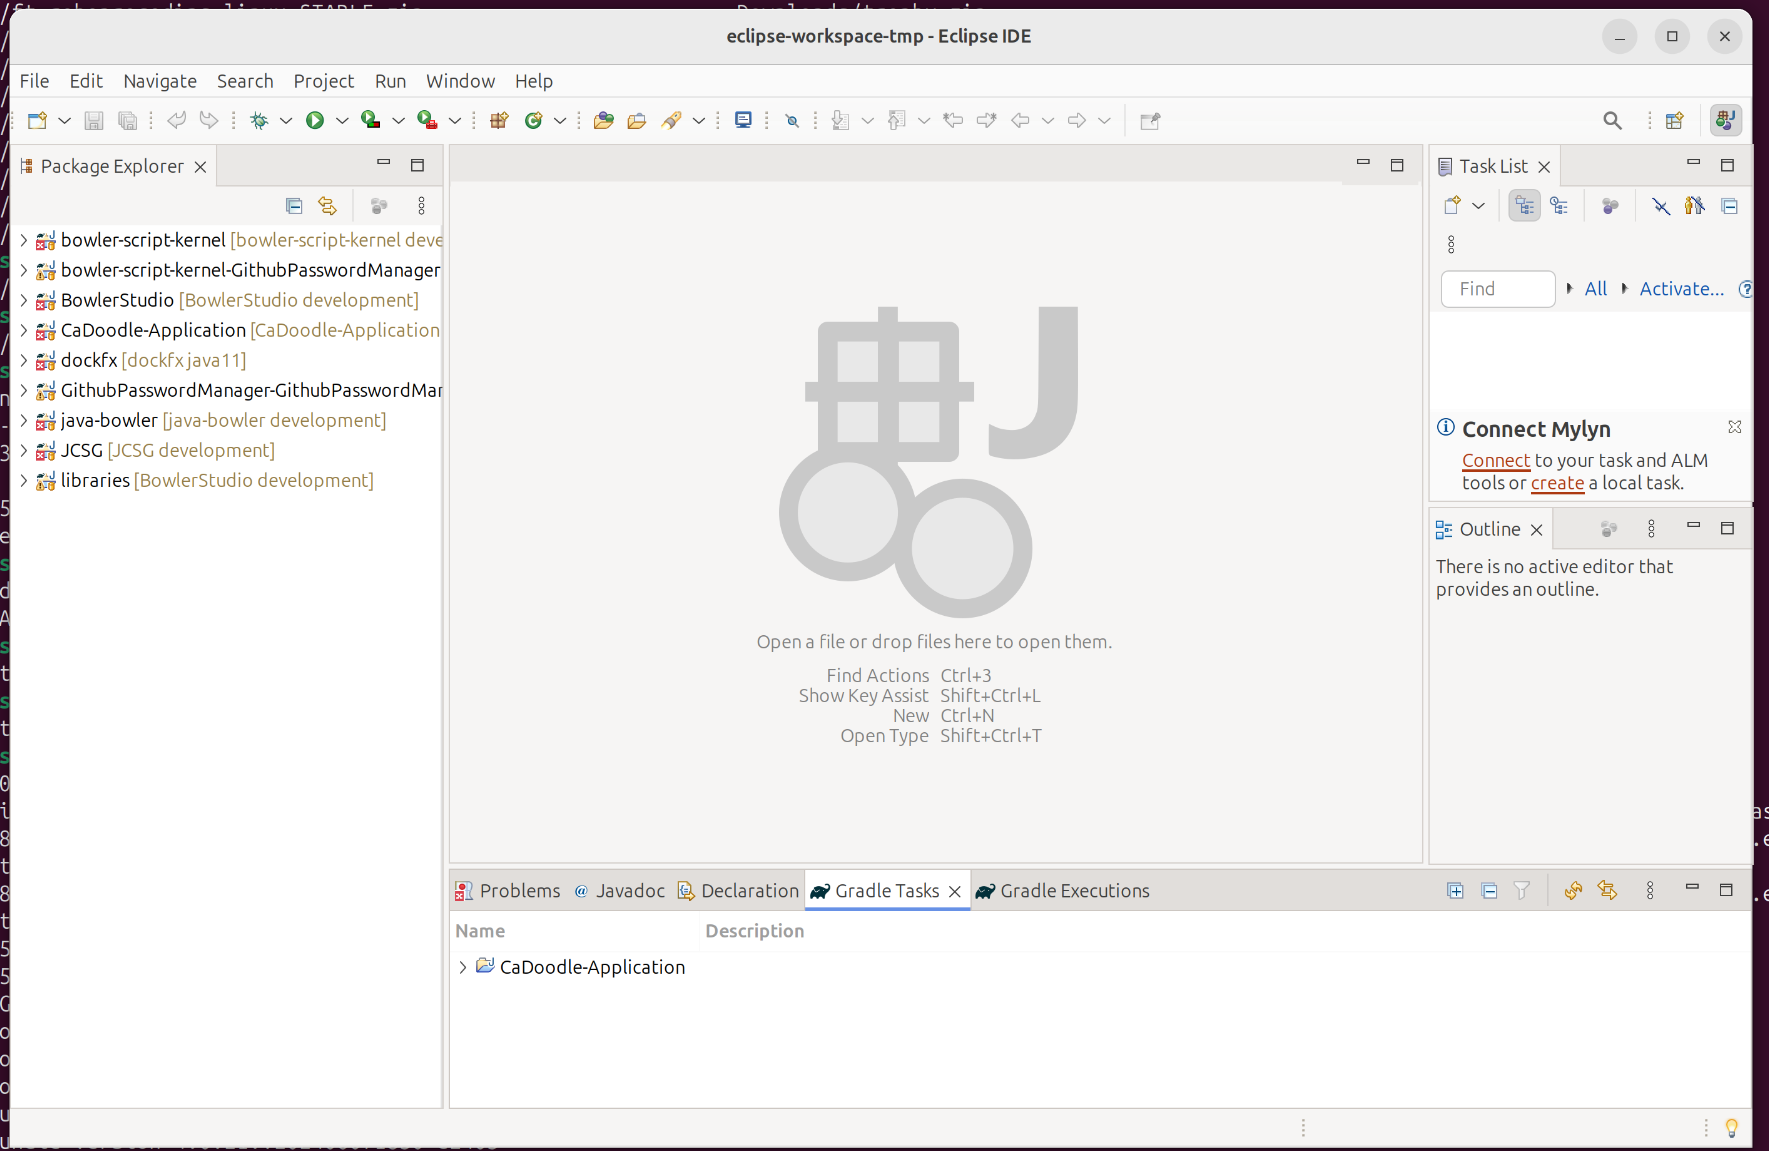 eclipse-workspace-tmp - Eclipse IDE
File Edit Navigate Search Project Run Window Help
Package Explorer
bowler-script-kernel [bowler-script-kernel deve
bowler-script-kernel-GithubPasswordManager
BowlerStudio [BowlerStudio development]
CaDoodle-Application [CaDoodle-Application
dockfx [dockfx java11]
GithubPasswordManager-GithubPasswordMar
java-bowler [java-bowler development]
JCSG [JCSG development]
libraries [BowlerStudio development]
Open a file or drop files here to open them.
Find Actions Ctrl+3
Show Key Assist Shift+Ctrl+L
New Ctrl+N
Open Type Shift+Ctrl+T
Task List
Find All Activate...
Connect Mylyn
Connect to your task and ALM
tools or create a local task.
Outline
There is no active editor that
provides an outline.
Problems @ Javadoc Declaration Gradle Tasks Gradle Executions
Name Description
CaDoodle-Application